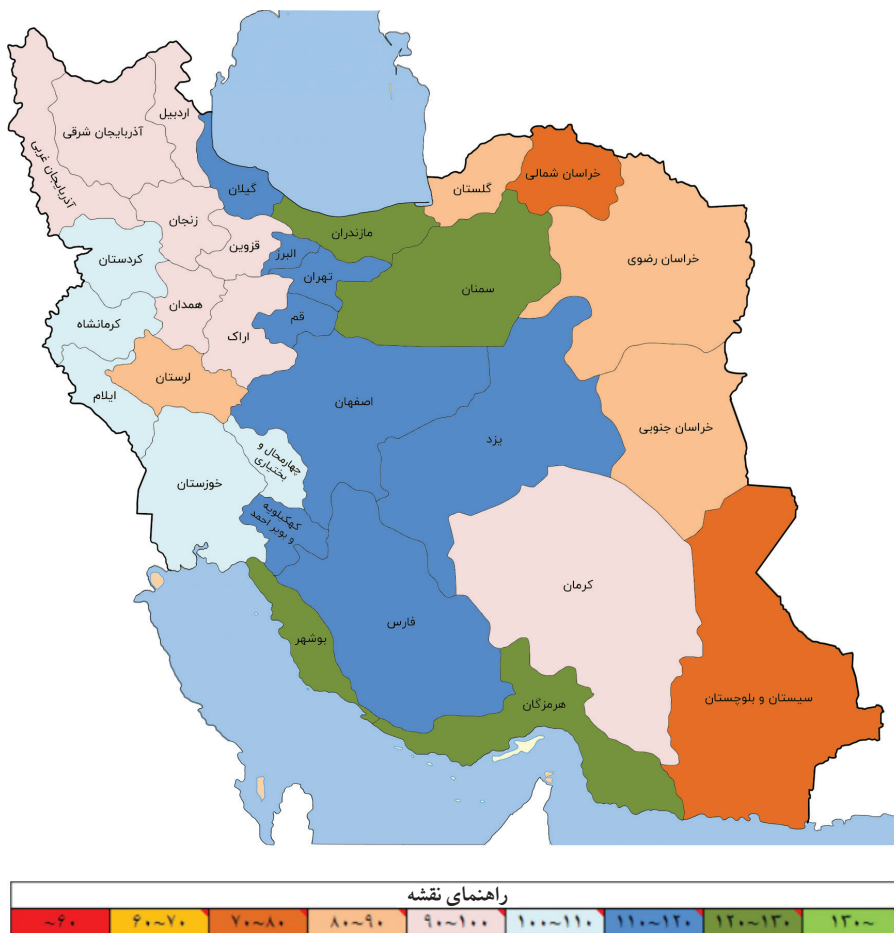 اردبیل
آذربایجان شرقی
آذربایجان غربی
گیلان
گلستان
خراسان شمالی
زنجان
مازندران
قزوین
البرز
کردستان
خراسان رضوی
تهران
سمنان
همدان
قم
کرمانشاه
اراک
لرستان
ایلام
اصفهان
خراسان جنوبی
یزد
چهارمحال و
بختیاری
خوزستان
کهکیلویه
و بویر احمد
کرمان
فارس
بوشهر
سیستان و بلوچستان
هرمزگان
راهنمای نقشه
~۶۰ ۶۰~۷۰ ۷۰~۸۰ ۸۰~۹۰ ۹۰~۱۰۰ ۱۰۰~۱۱۰ ۱۱۰~۱۲۰ ۱۲۰~۱۳۰ ۱۳۰~